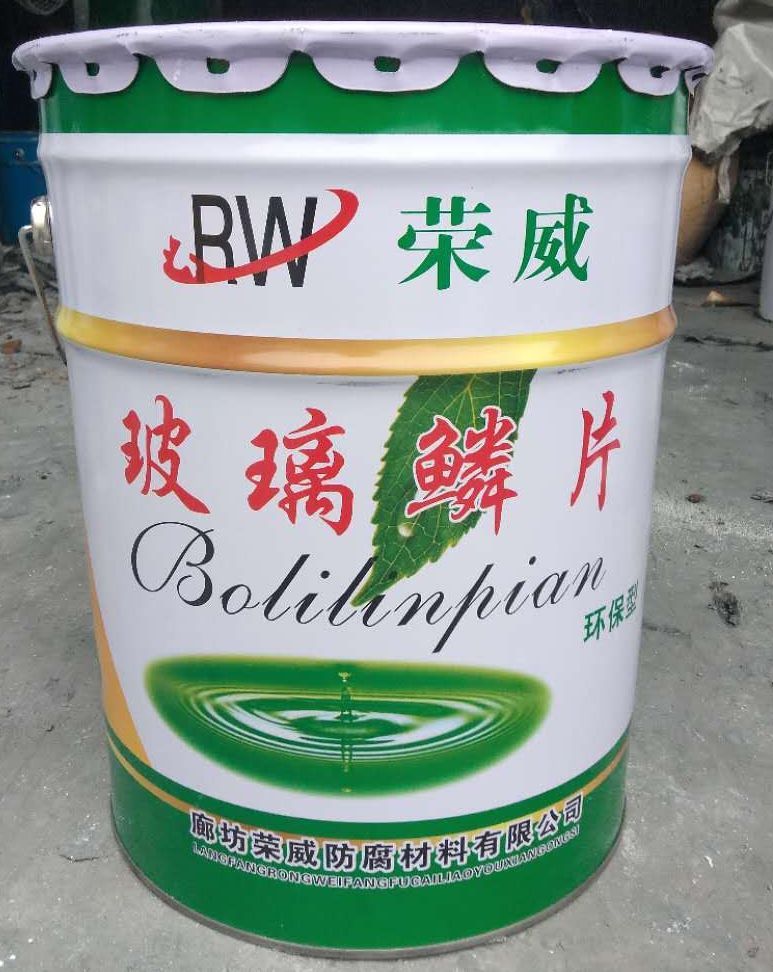 RW 荣威
玻璃鳞片
Bolilinpian
环保型
廊坊荣威防腐材料有限公司
LANGFANGRONGWEIFANGFUCAILIAOYOUXIANGONGSI